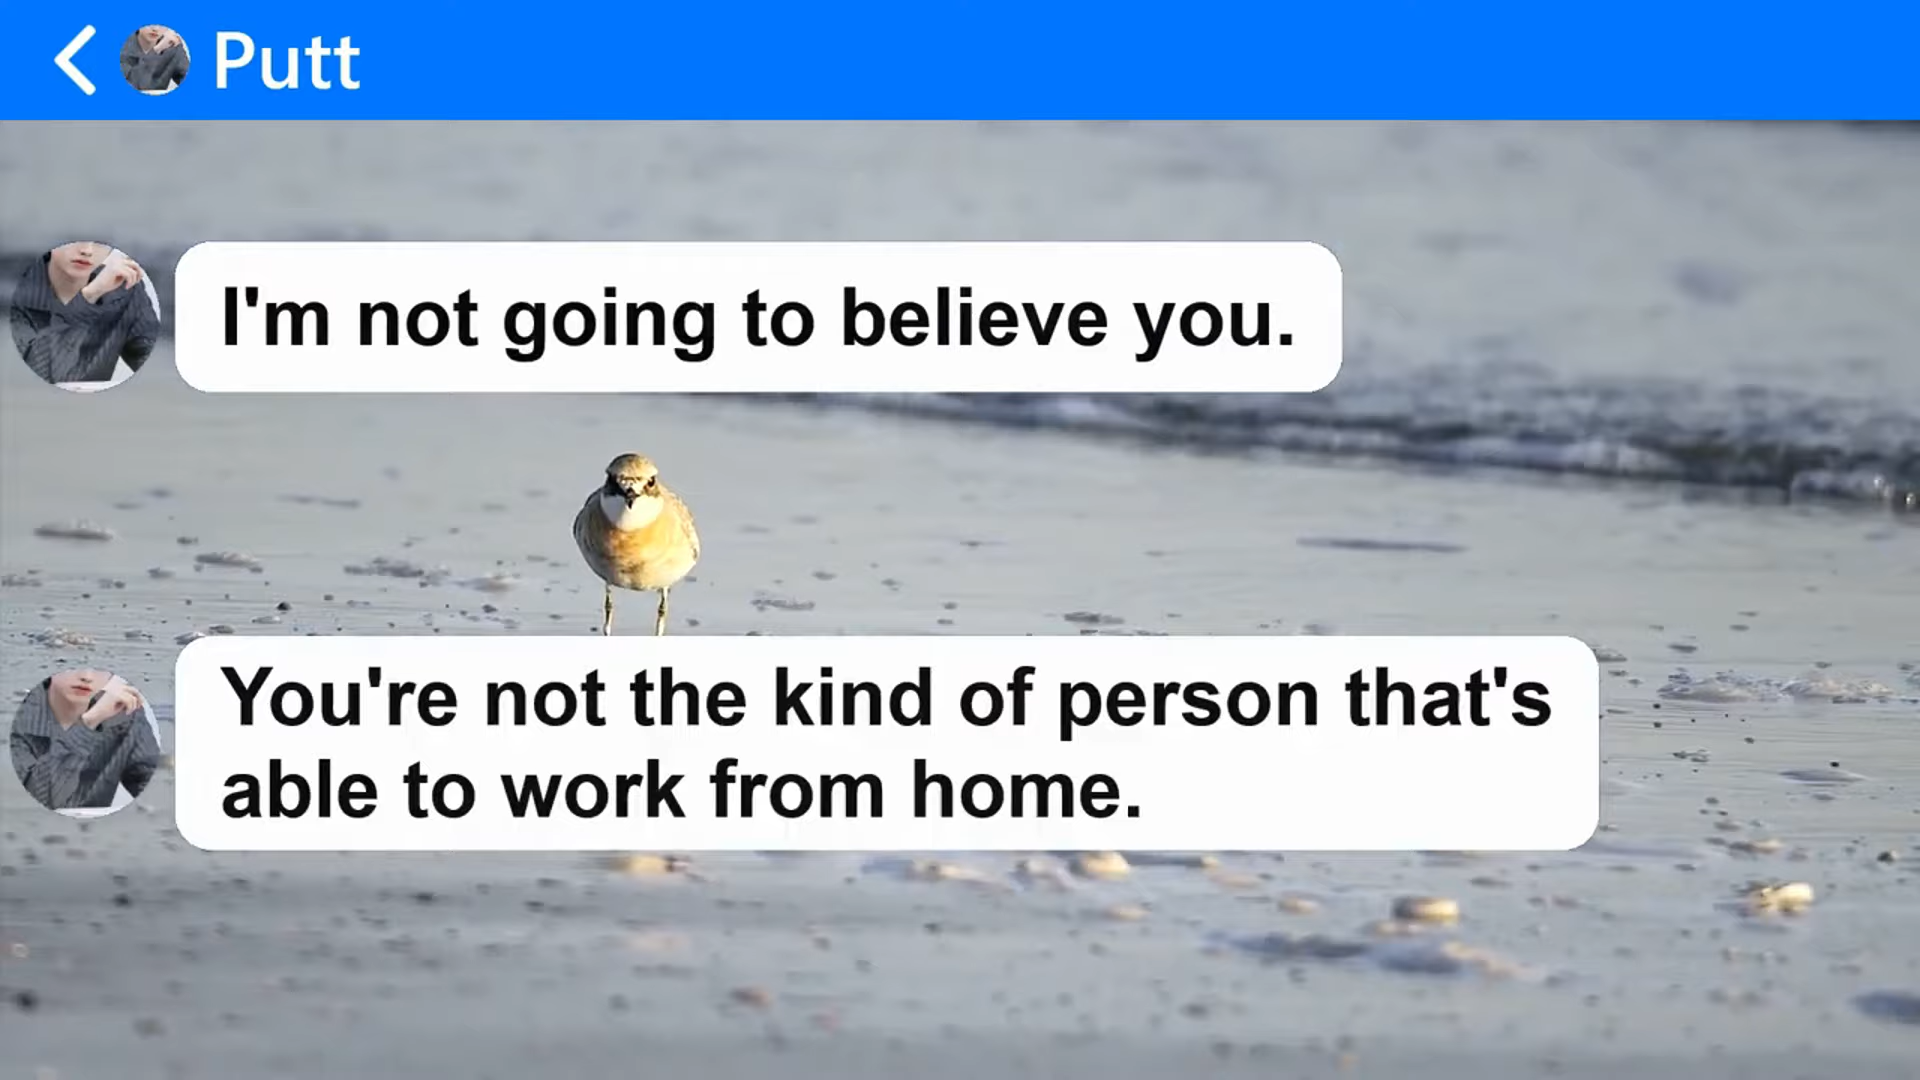 Putt
I'm not going to believe you.
You're not the kind of person that's
able to work from home.